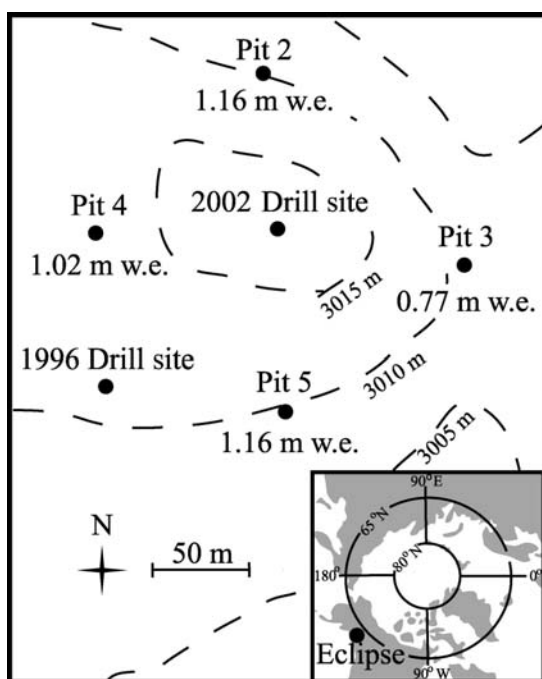 Pit 2
1.16 m w.e.
Pit 4
2002 Drill site
Pit 3
1.02 m w.e.
3015 m
0.77 m w.e.
1996 Drill site
3010 m
Pit 5
1.16 m w.e.
3005 m
N
50 m
90°E
65°N
80°N
180°
0°
Eclipse
90°W